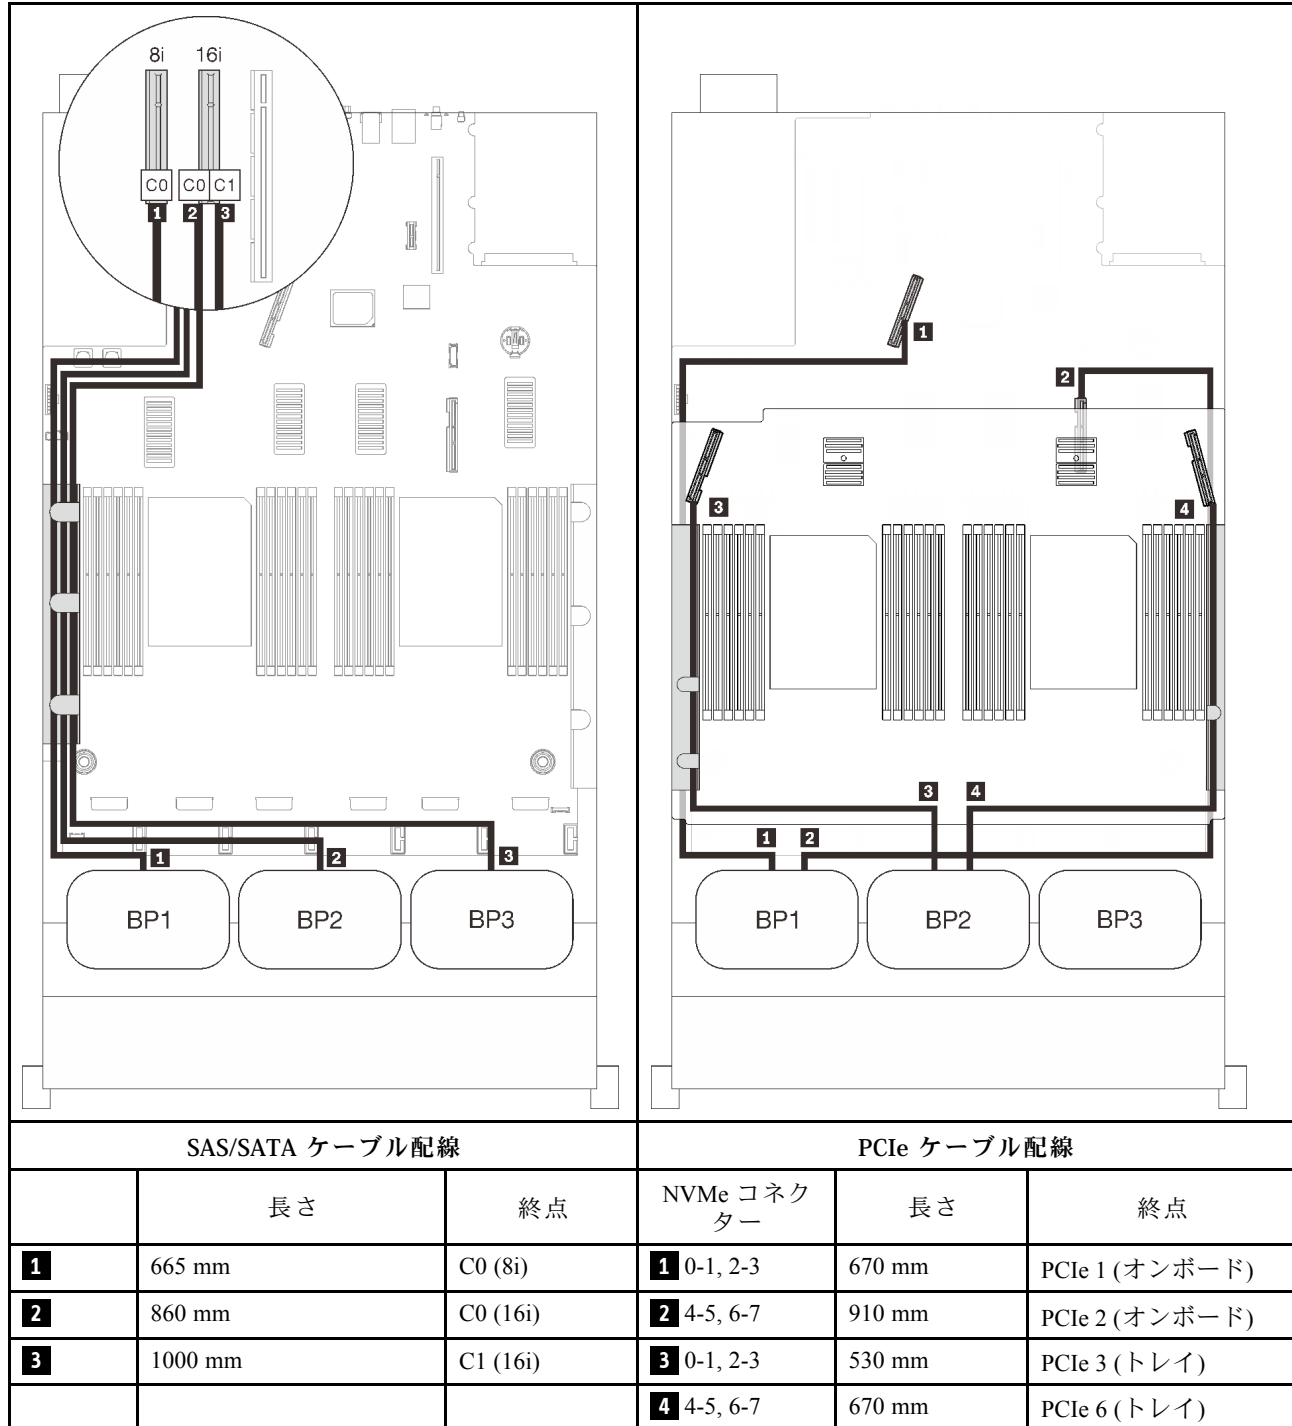 8i 16i
C0 C0 C1
1 2 3
1 2 3
BP1 BP2 BP3
1
2
3 4
3 4
1 2
BP1 BP2 BP3
SAS/SATA ケーブル配線 PCIe ケーブル配線
長さ 終点 NVMe コネク
ター 長さ 終点
1 665 mm C0 (8i) 1 0-1, 2-3 670 mm PCIe 1 (オンボード)
2 860 mm C0 (16i) 2 4-5, 6-7 910 mm PCIe 2 (オンボード)
3 1000 mm C1 (16i) 3 0-1, 2-3 530 mm PCIe 3 (トレイ)
4 4-5, 6-7 670 mm PCIe 6 (トレイ)